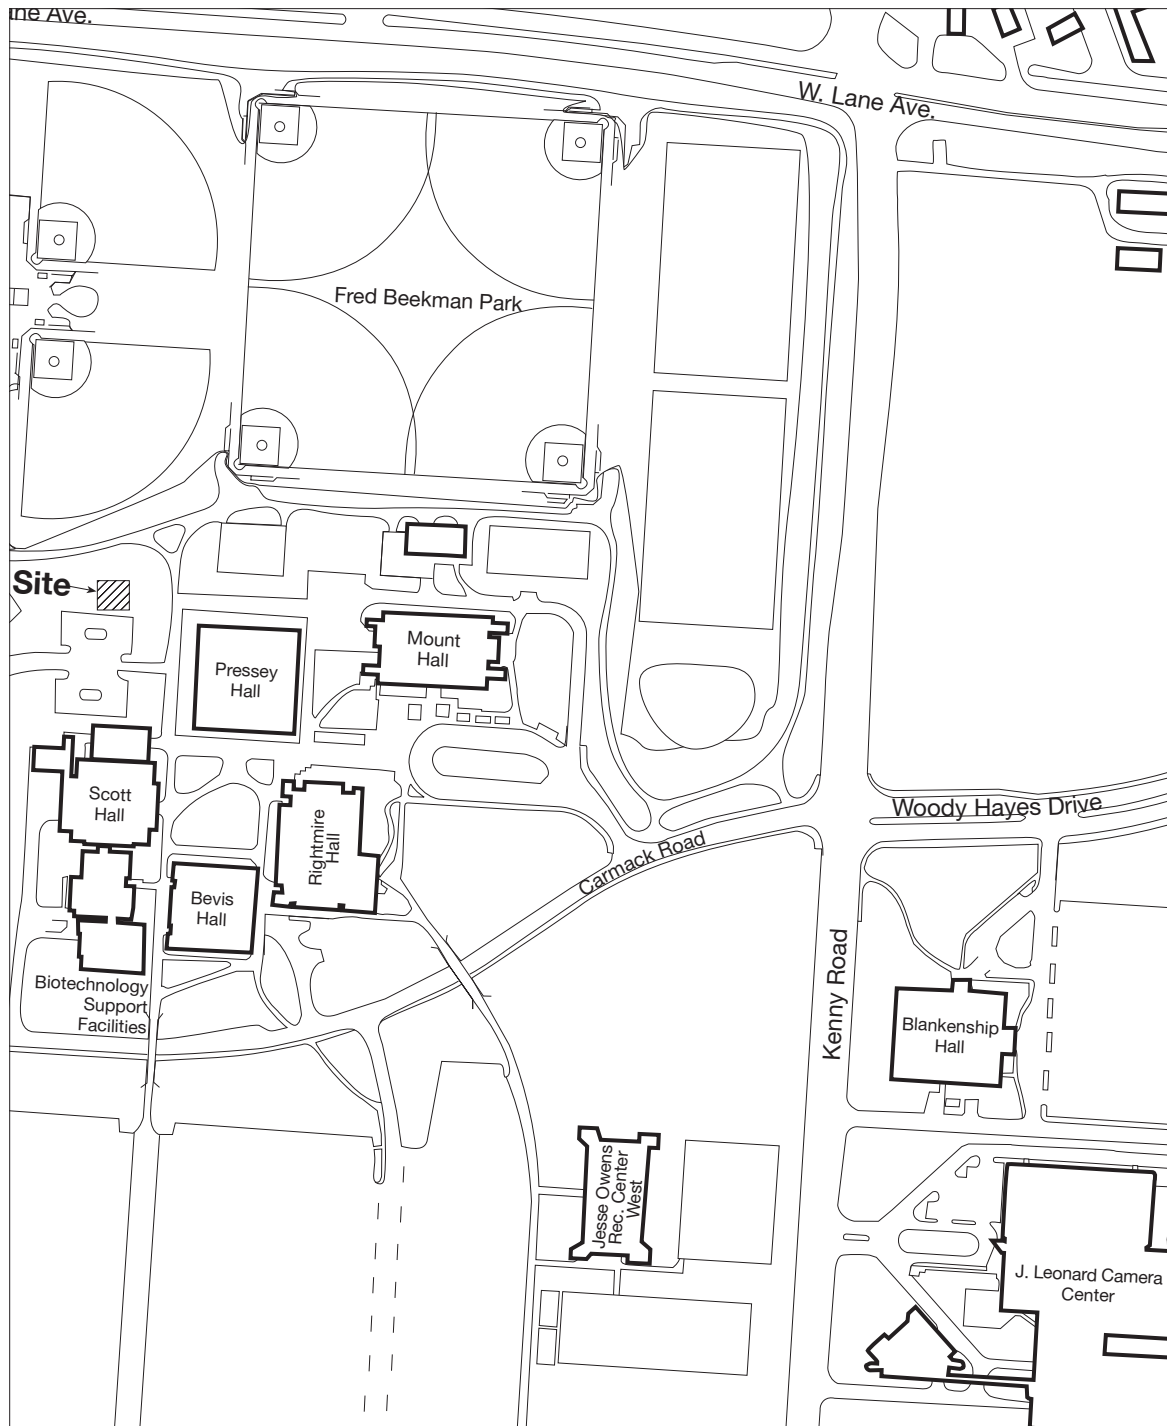 ane Ave.
W. Lane Ave.
Fred Beekman Park
Site
Mount
Hall
Pressey
Hall
Scott
Hall
Rightmire
Hall
Woody Hayes Drive
Carmack Road
Bevis
Hall
Kenny Road
Biotechnology
Support
Facilities
Blankenship
Hall
Jesse Owens
Rec. Center
West
J. Leonard Camera
Center